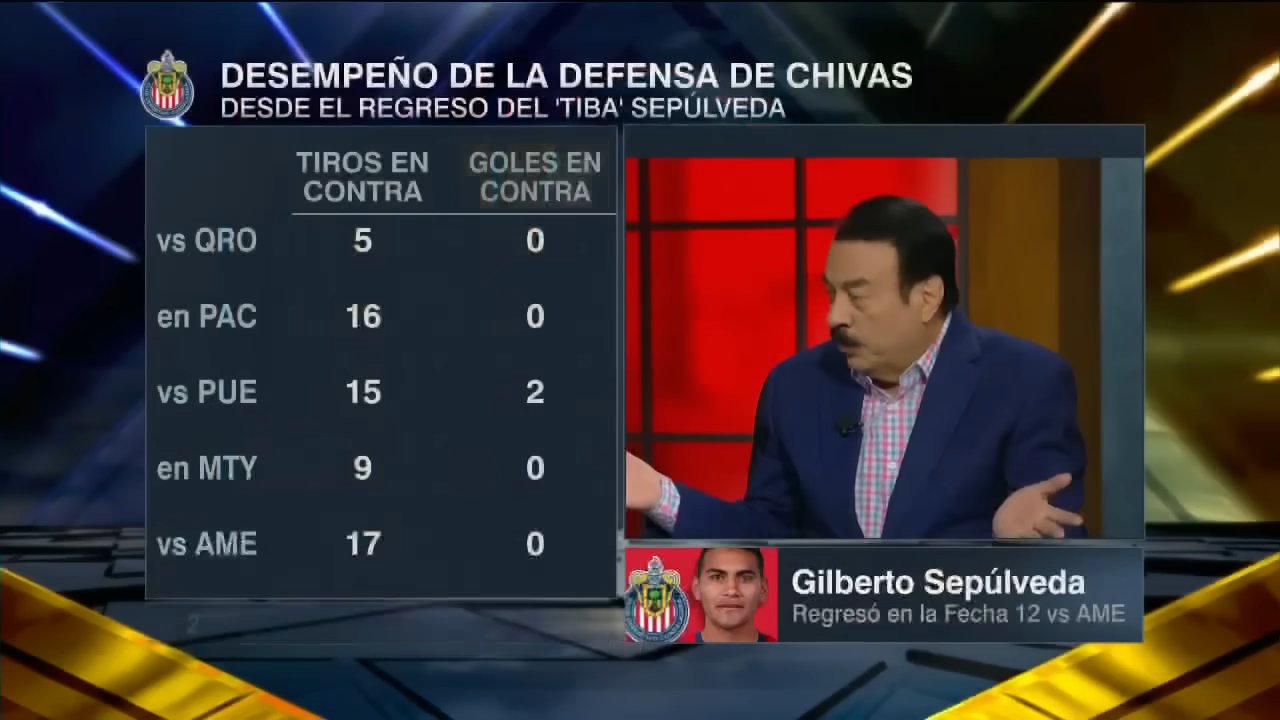 DESEMPEÑO DE LA DEFENSA DE CHIVAS
DESDE EL REGRESO DEL 'TIBA' SEPÚLVEDA
TIROS EN CONTRA
GOLES EN CONTRA
vs QRO 5 0
en PAC 16 0
vs PUE 15 2
en MTY 9 0
vs AME 17 0
Gilberto Sepúlveda
Regresó en la Fecha 12 vs AME
2